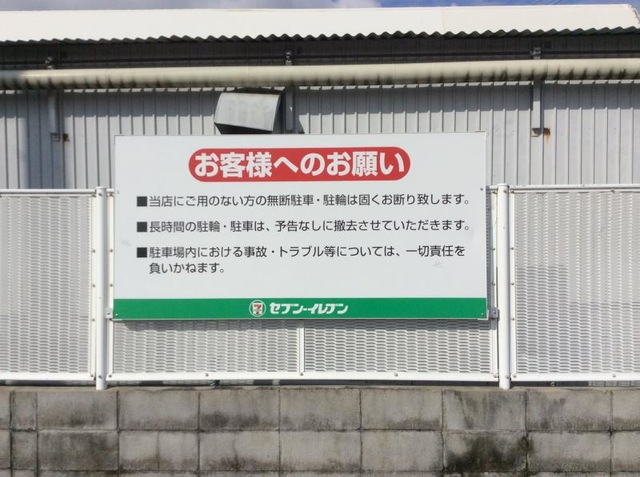 お客様へのお願い
■当店にご用のない方の無断駐車・駐輪は固くお断り致します。
■長時間の駐輪・駐車は、予告なしに撤去させていただきます。
■駐車場内における事故・トラブル等については、一切責任を
負いかねます。
セブン-イレブン